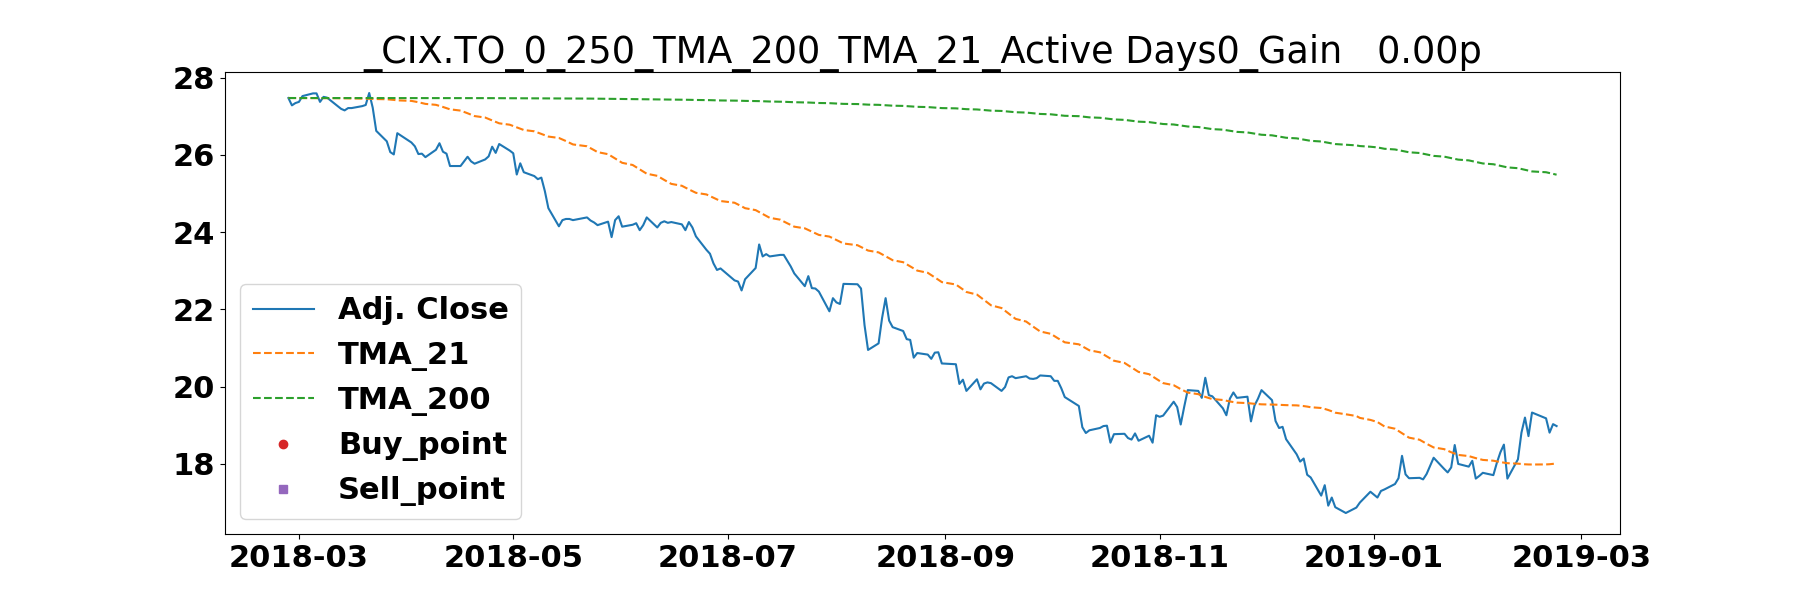 _CIX.TO_0_250_TMA_200_TMA_21_Active Days0_Gain   0.00p
28
26
24
22
20
18
Adj. Close
TMA_21
TMA_200
Buy_point
Sell_point
2018-03 2018-05 2018-07 2018-09 2018-11 2019-01 2019-03